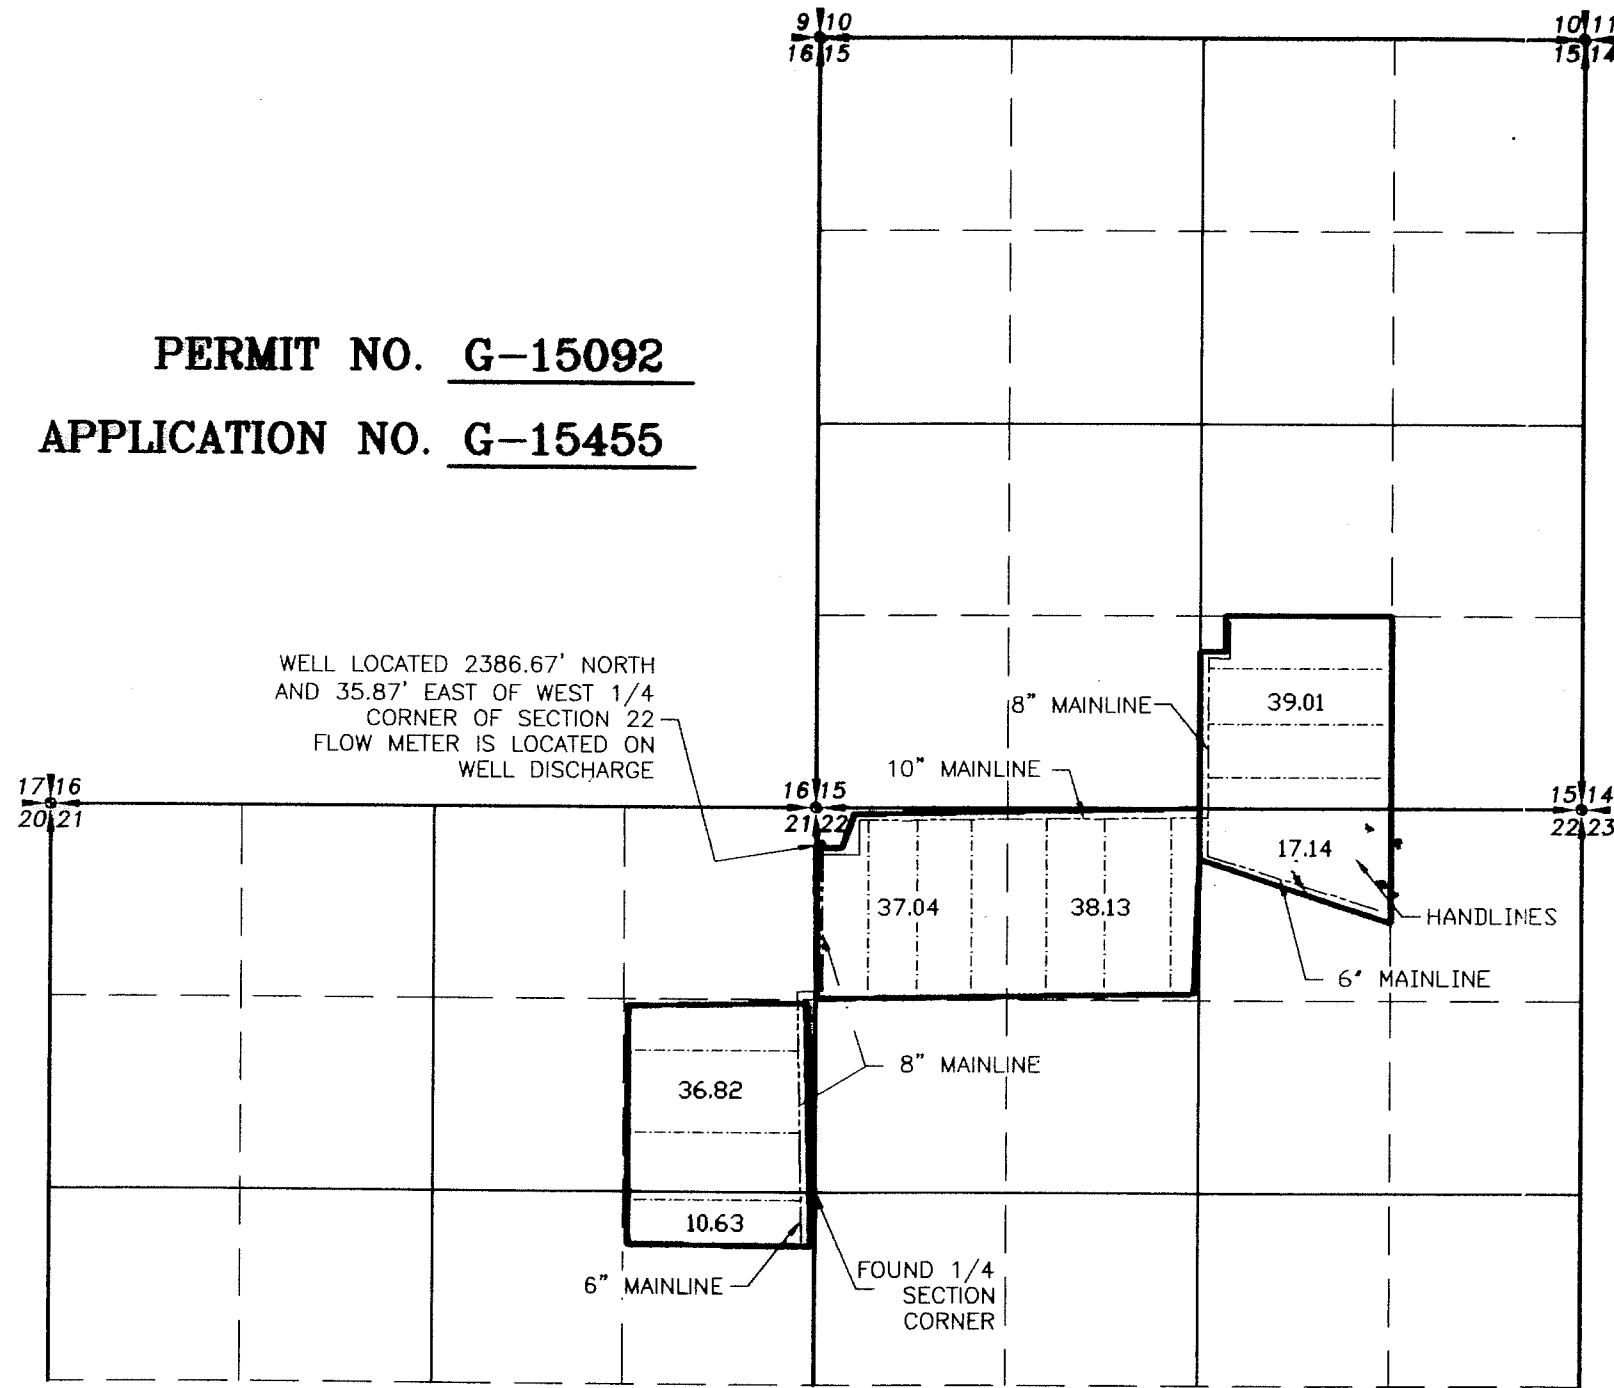 9 10
16 15
10 11
15 14
PERMIT NO. G-15092
APPLICATION NO. G-15455
WELL LOCATED 2386.67' NORTH
AND 35.87' EAST OF WEST 1/4
CORNER OF SECTION 22
FLOW METER IS LOCATED ON
WELL DISCHARGE
8" MAINLINE
39.01
10" MAINLINE
17 16
20 21
16 15
21 22
15 14
22 23
17.14
37.04
38.13
HANDLINES
6" MAINLINE
8" MAINLINE
36.82
10.63
6" MAINLINE
FOUND 1/4
SECTION
CORNER